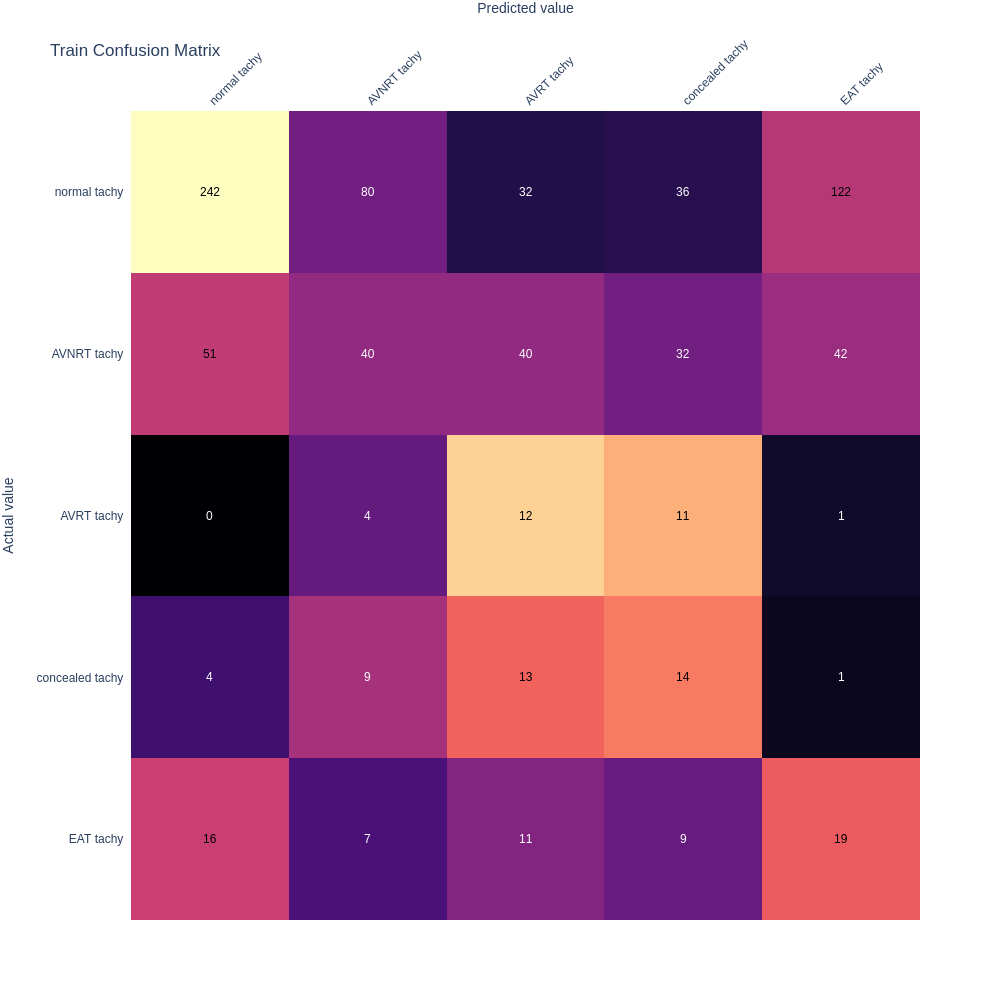 Predicted value
Train Confusion Matrix
normal tachy AVNRT tachy AVRT tachy concealed tachy EAT tachy
normal tachy 242 80 32 36 122
AVNRT tachy 51 40 40 32 42
AVRT tachy 0 4 12 11 1
concealed tachy 4 9 13 14 1
EAT tachy 16 7 11 9 19
Actual value